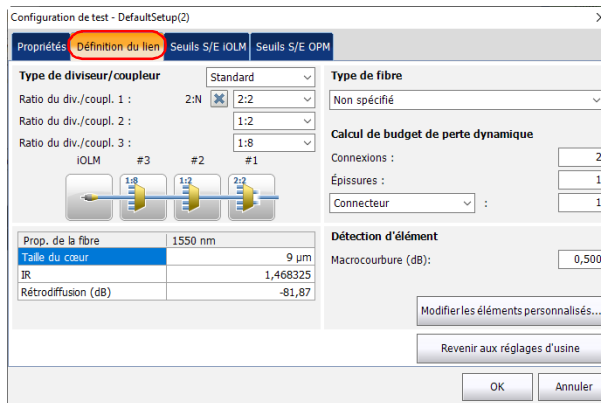 Configuration de test - DefaultSetup(2)
Propriétés Définition du lien Seuils S/E iOLM Seuils S/E OPM
Type de diviseur/coupleur Standard
Ratio du div./coupl. 1 : 2:N 2:2
Ratio du div./coupl. 2 : 1:2
Ratio du div./coupl. 3 : 1:8
iOLM #3 #2 #1
1:8 1:2 2:2
Prop. de la fibre 1550 nm
Taille du cœur 9 µm
IR 1,468325
Rétrodiffusion (dB) -81,87
Type de fibre
Non spécifié
Calcul de budget de perte dynamique
Connexions : 2
Épissures : 1
Connecteur : 1
Détection d'élément
Macrocourbure (dB): 0,500
Modifier les éléments personnalisés...
Revenir aux réglages d'usine
OK Annuler